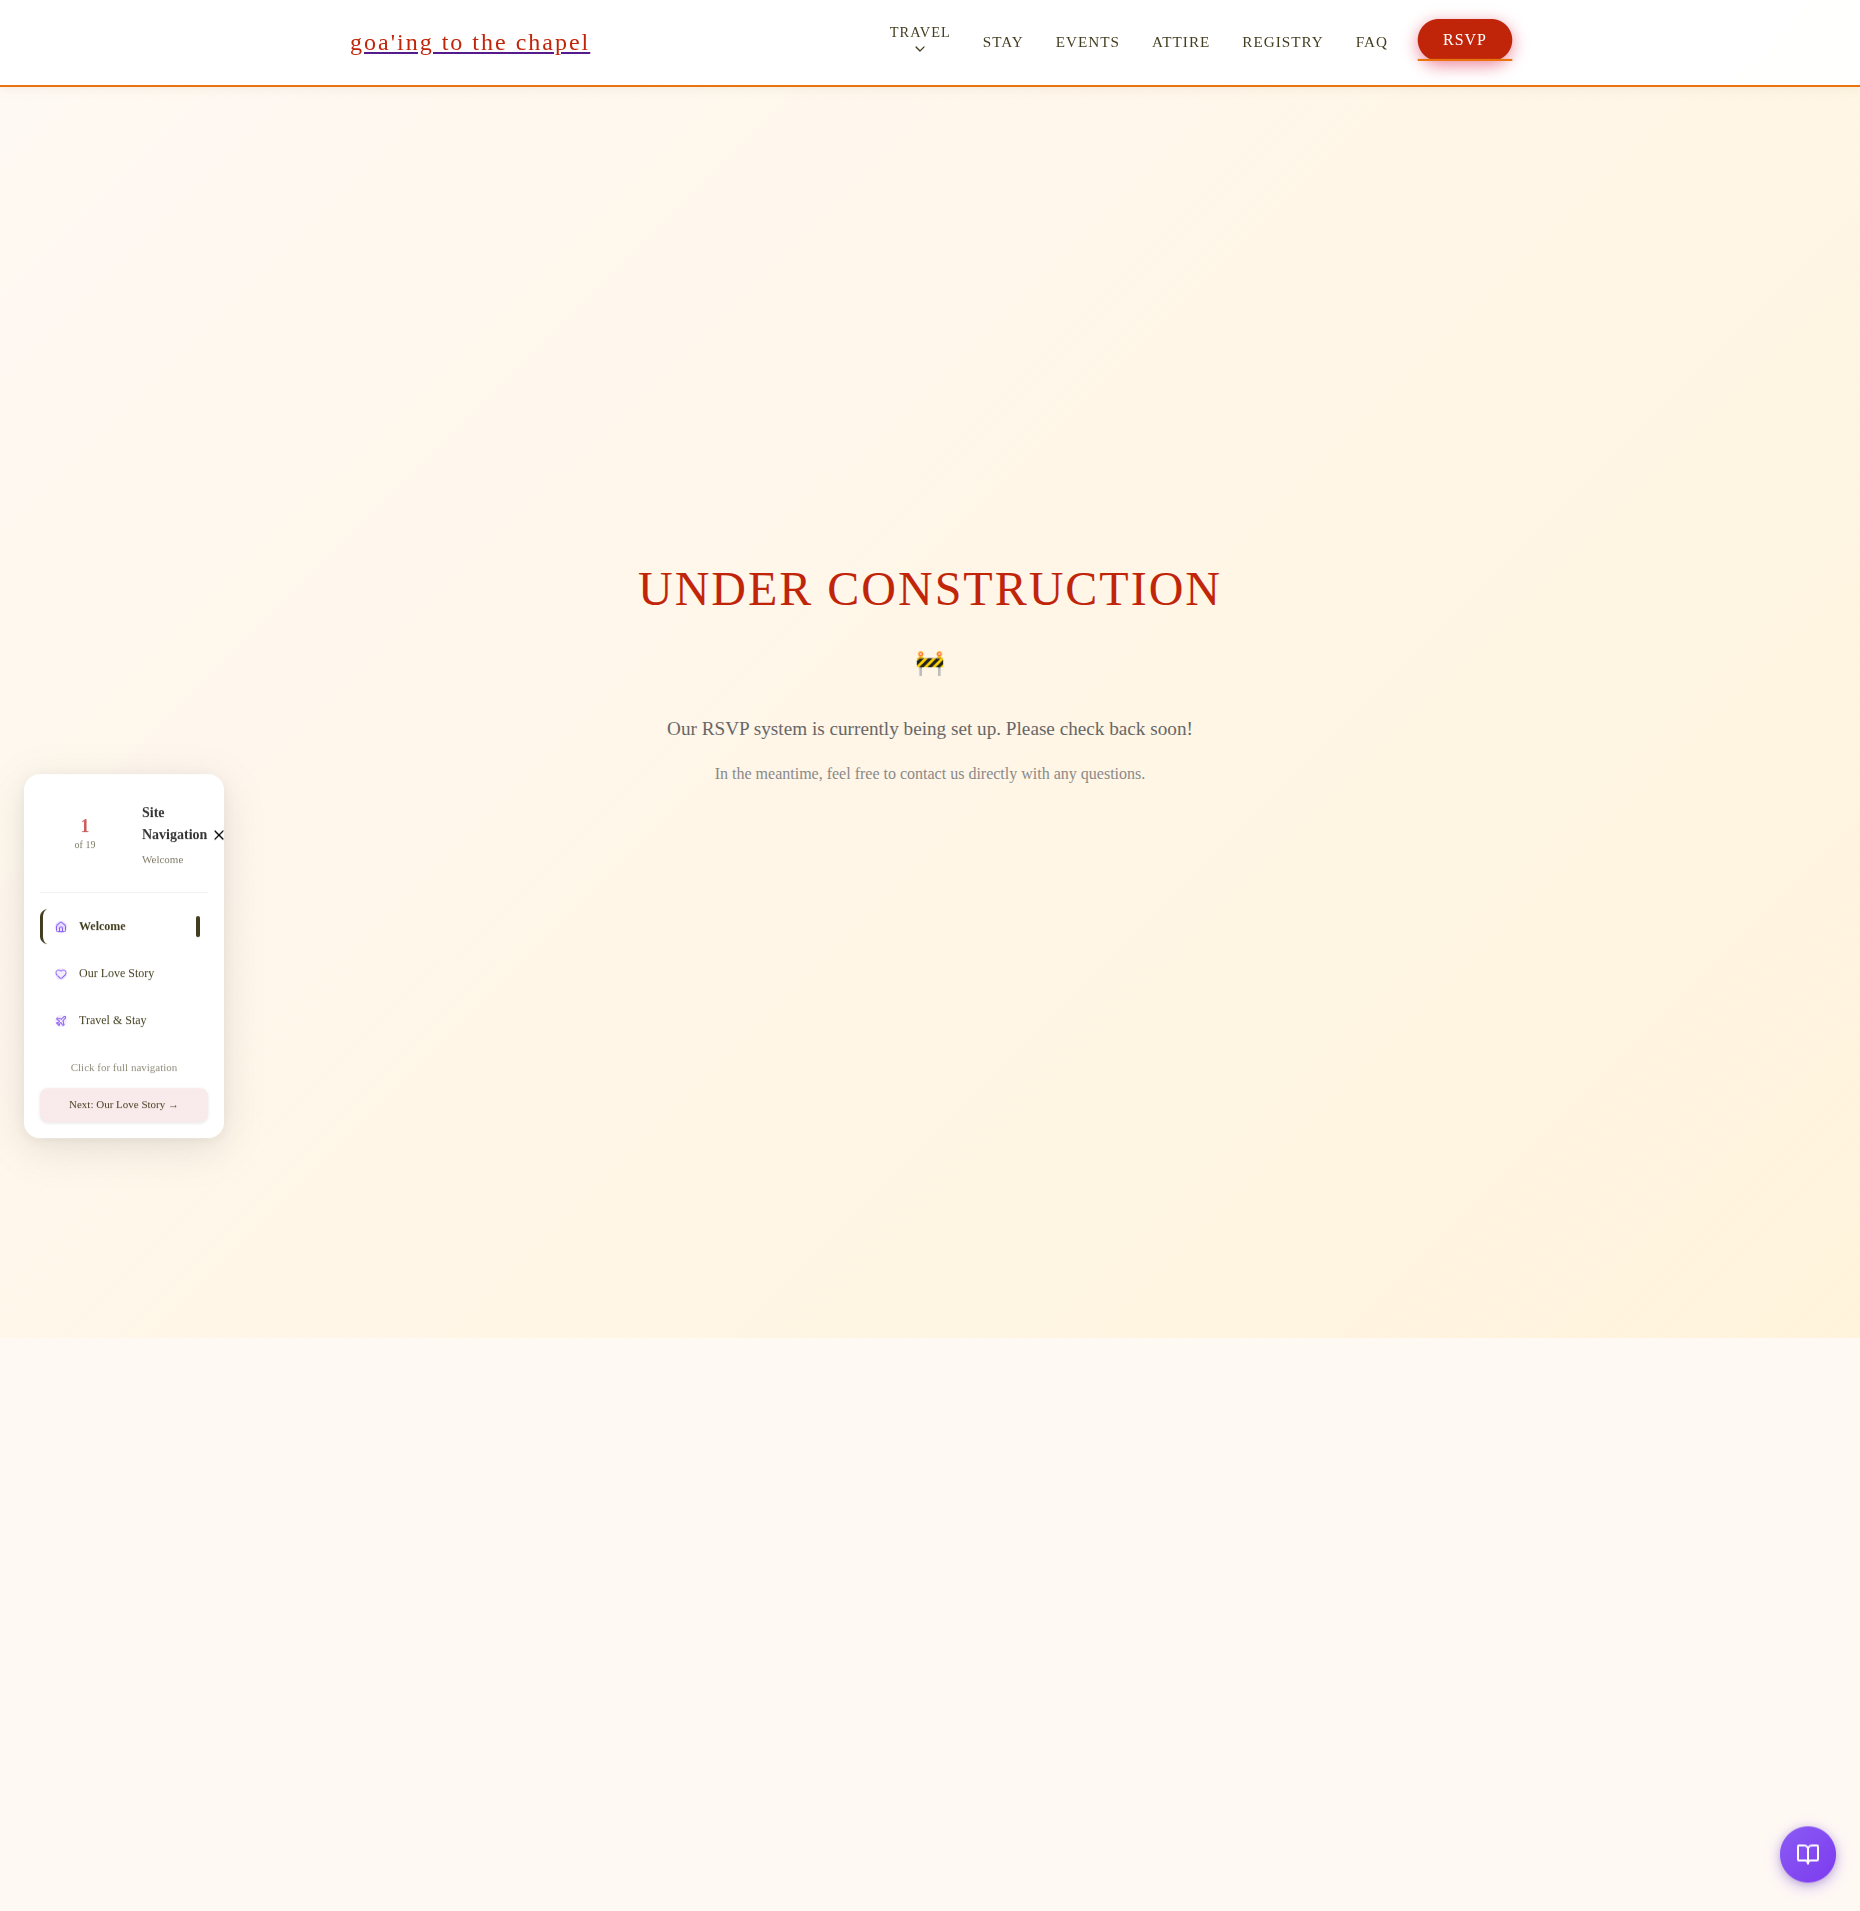 goa'ing to the chapel
TRAVEL
STAY
EVENTS
ATTIRE
REGISTRY
FAQ
RSVP
UNDER CONSTRUCTION
Our RSVP system is currently being set up. Please check back soon!
In the meantime, feel free to contact us directly with any questions.
1
of 19
Site
Navigation
Welcome
Welcome
Our Love Story
Travel & Stay
Click for full navigation
Next: Our Love Story →